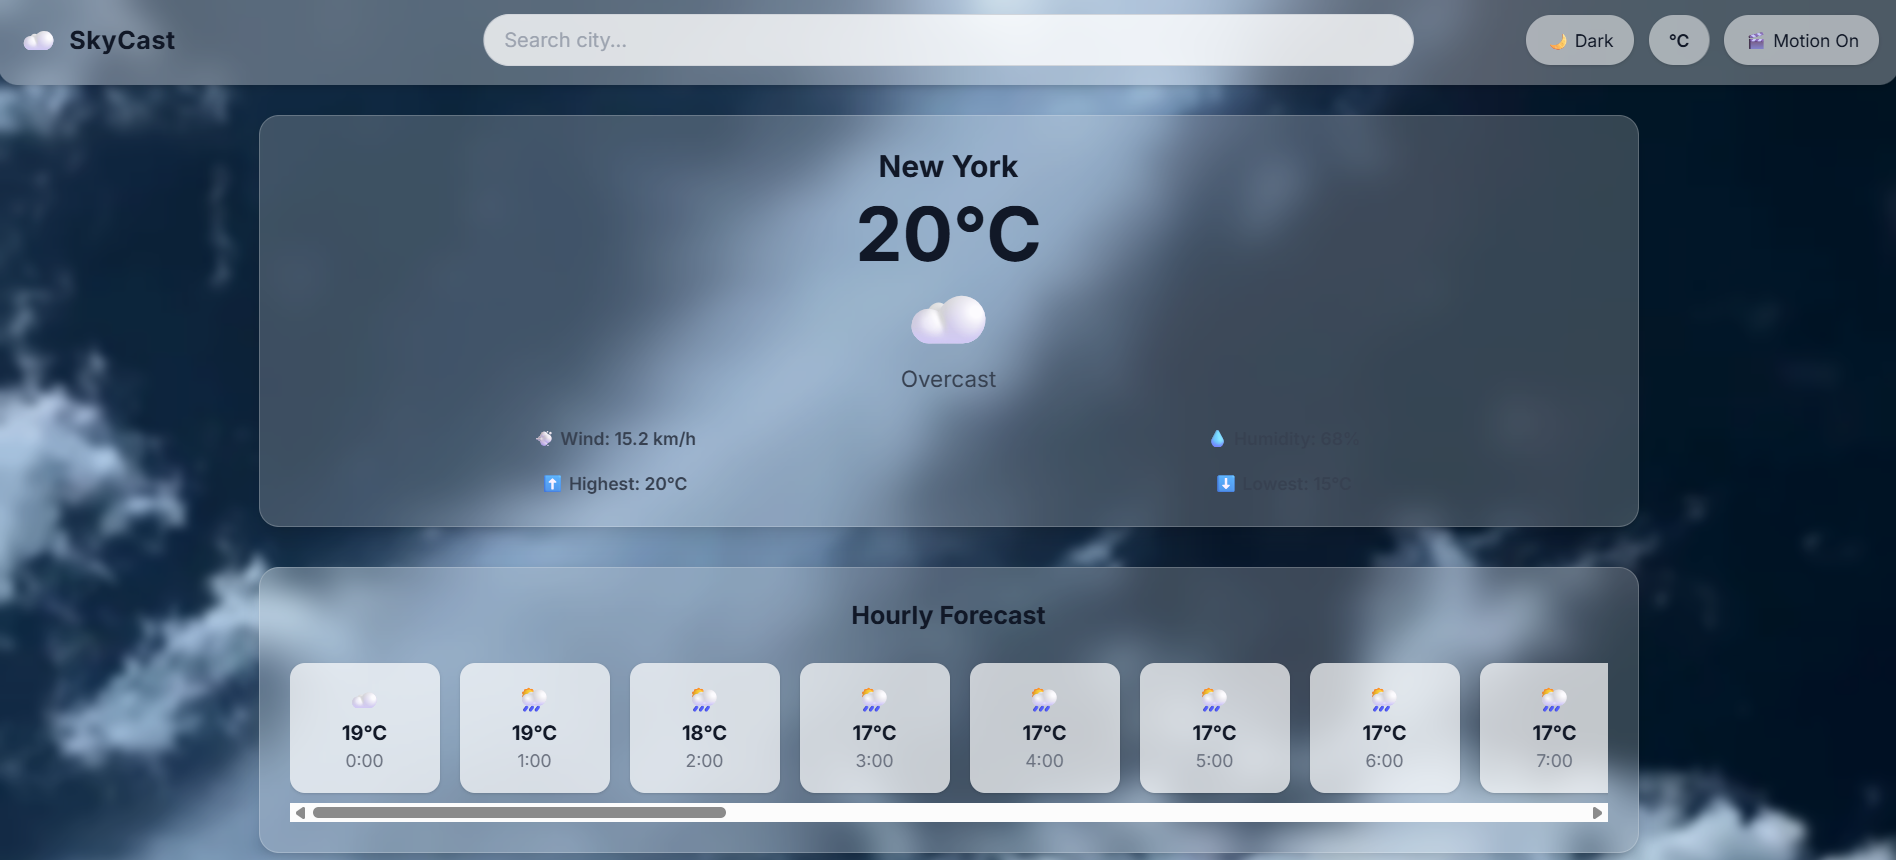 SkyCast
Search city...
Dark
°C
Motion On
New York
20°C
Overcast
Wind: 15.2 km/h
Humidity: 68%
Highest: 20°C
Lowest: 15°C
Hourly Forecast
19°C 19°C 18°C 17°C 17°C 17°C 17°C 17°C
0:00 1:00 2:00 3:00 4:00 5:00 6:00 7:00